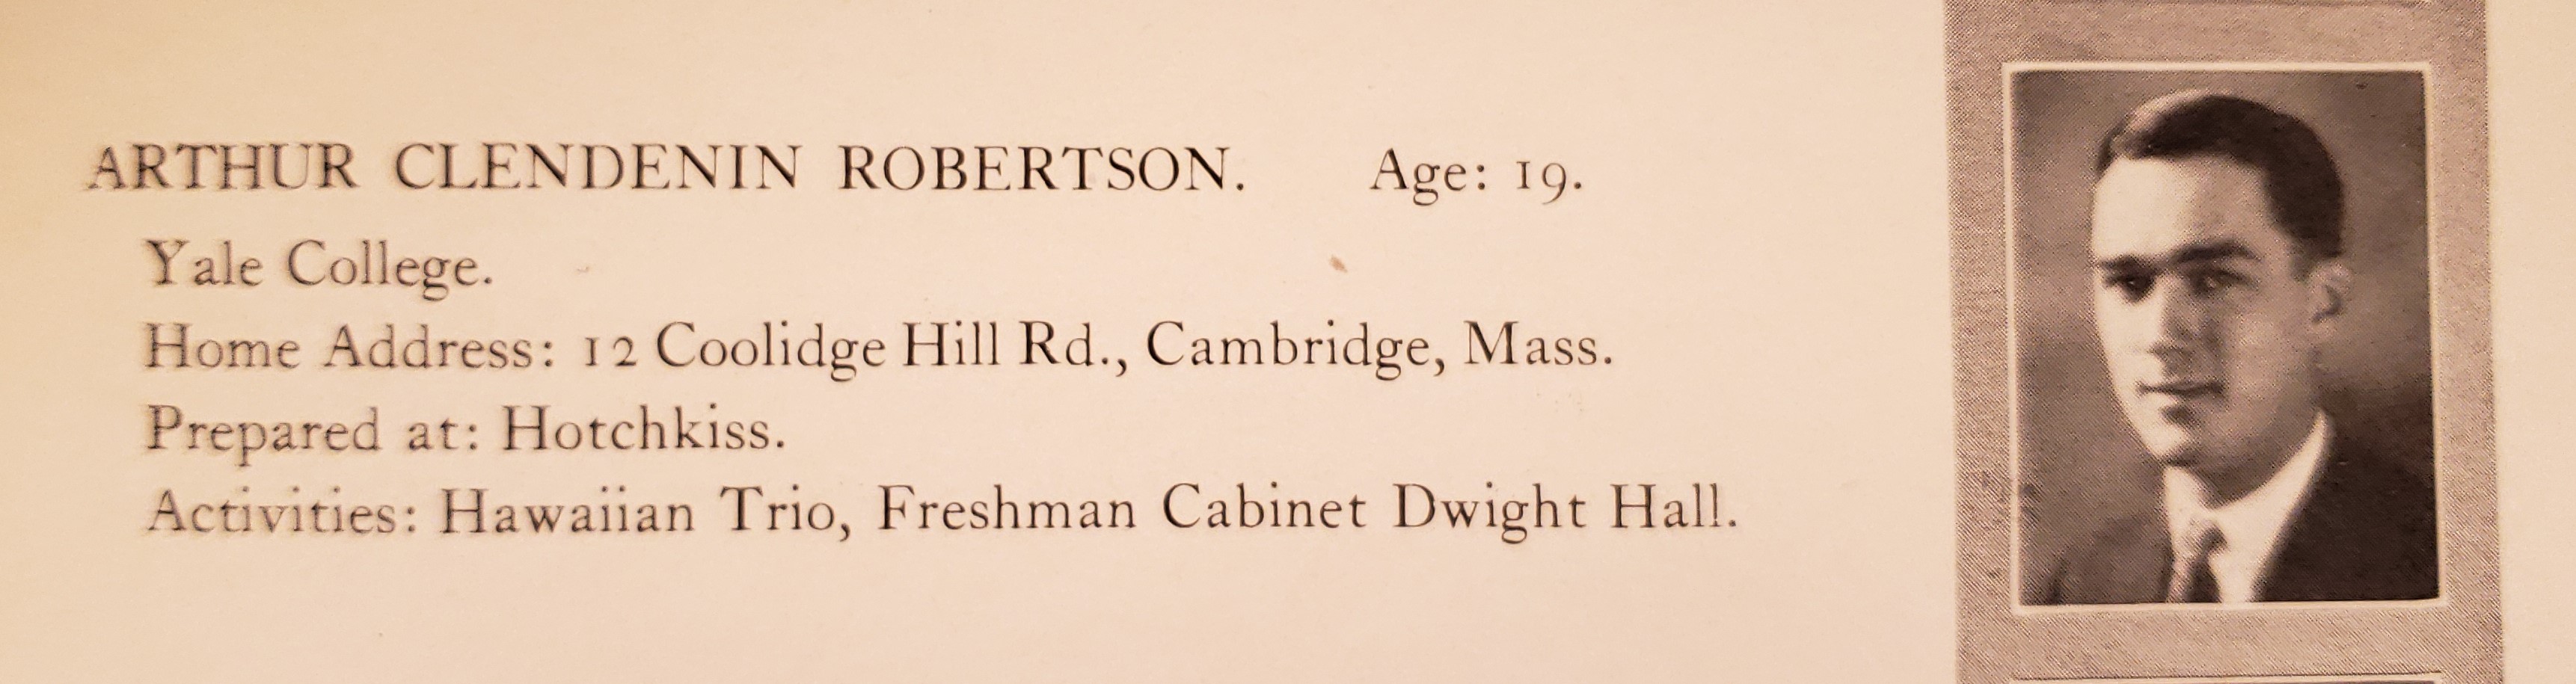 ARTHUR CLENDENIN ROBERTSON. Age: 19.
Yale College.
Home Address: 12 Coolidge Hill Rd., Cambridge, Mass.
Prepared at: Hotchkiss.
Activities: Hawaiian Trio, Freshman Cabinet Dwight Hall.